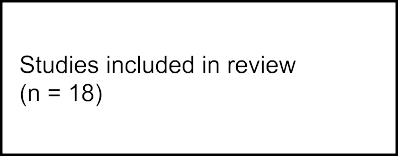 Studies included in review
(n = 18)